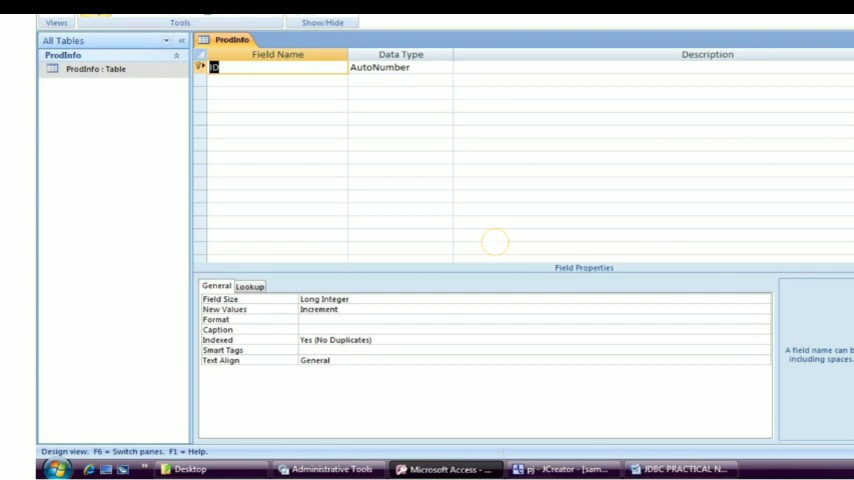 Views Tools Show/Hide
All Tables
ProdInfo
ProdInfo : Table
ProdInfo
Field Name Data Type Description
ID AutoNumber
Field Properties
General Lookup
Field Size Long Integer
New Values Increment
Format
Caption
Indexed Yes (No Duplicates)
Smart Tags
Text Align General
A field name can b
including spaces.
Design view. F6 = Switch panes. F1 = Help.
Desktop Administrative Tools Microsoft Access - ... pj - JCreator - [sam... JDBC PRACTICAL N...